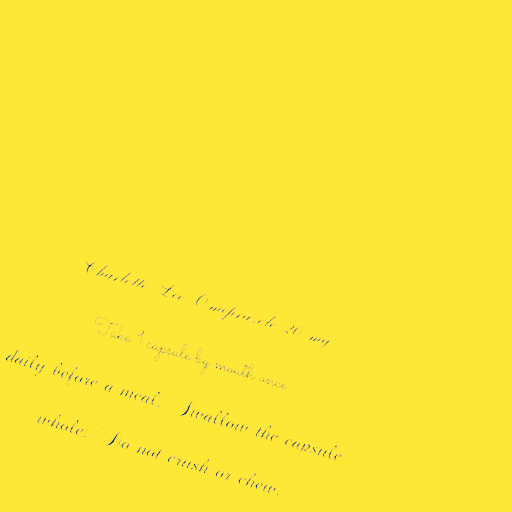 Charlotte Lee Omeprazole 20 mg
Take 1 capsule by mouth once
daily before a meal. Swallow the capsule
whole. Do not crush or chew.